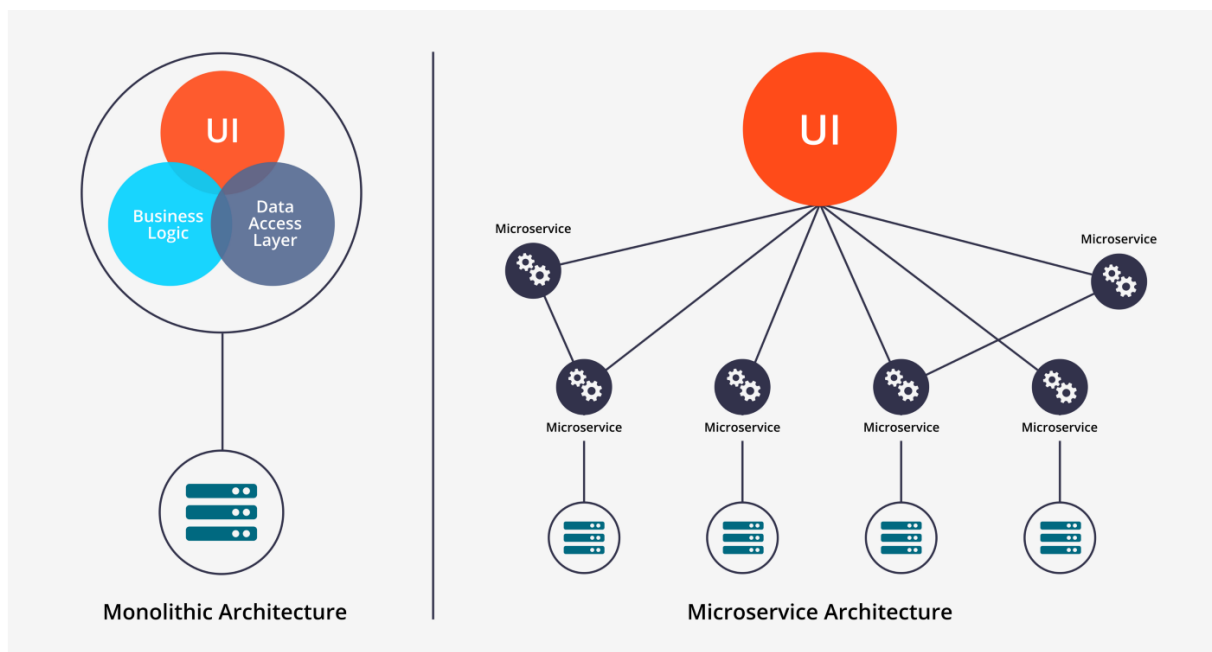 UI
Business
Logic
Data
Access
Layer
Monolithic Architecture
UI
Microservice
Microservice
Microservice
Microservice
Microservice
Microservice
Microservice Architecture